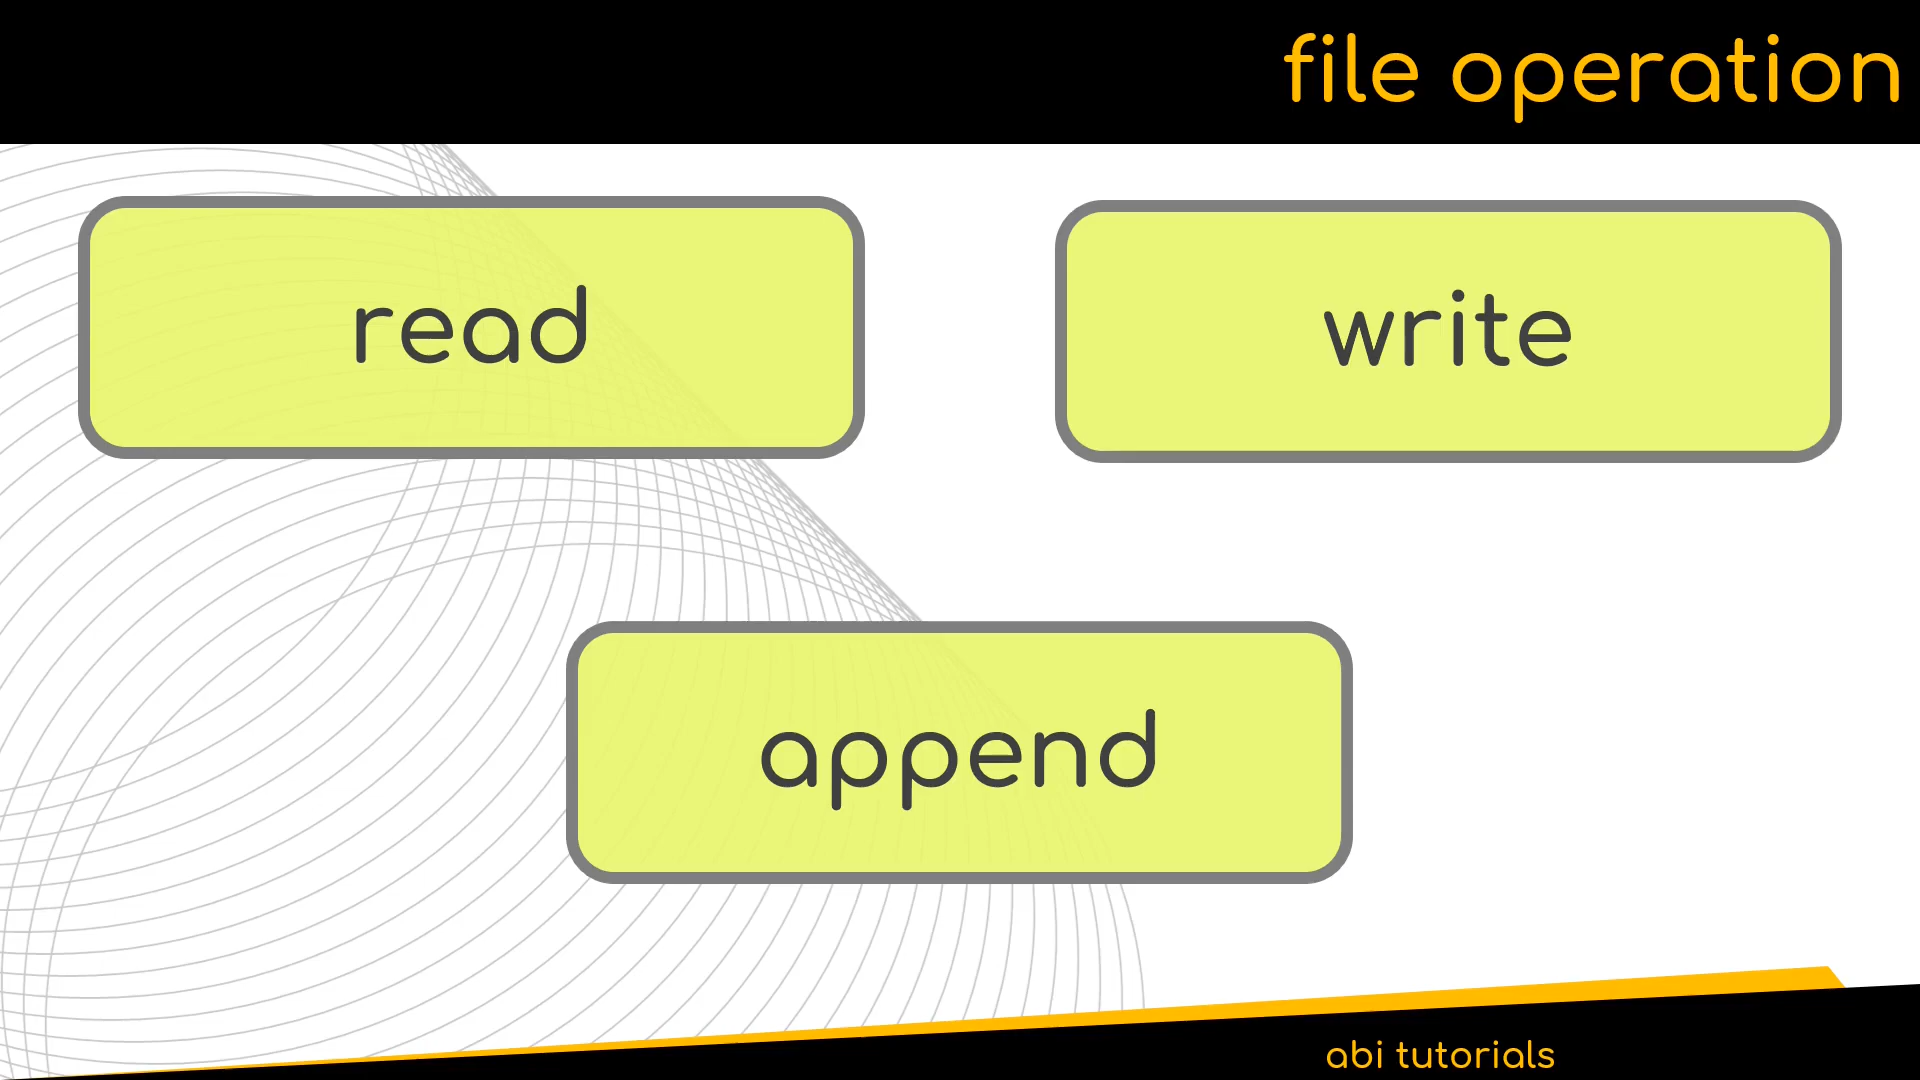 file operation
read
write
append
abi tutorials